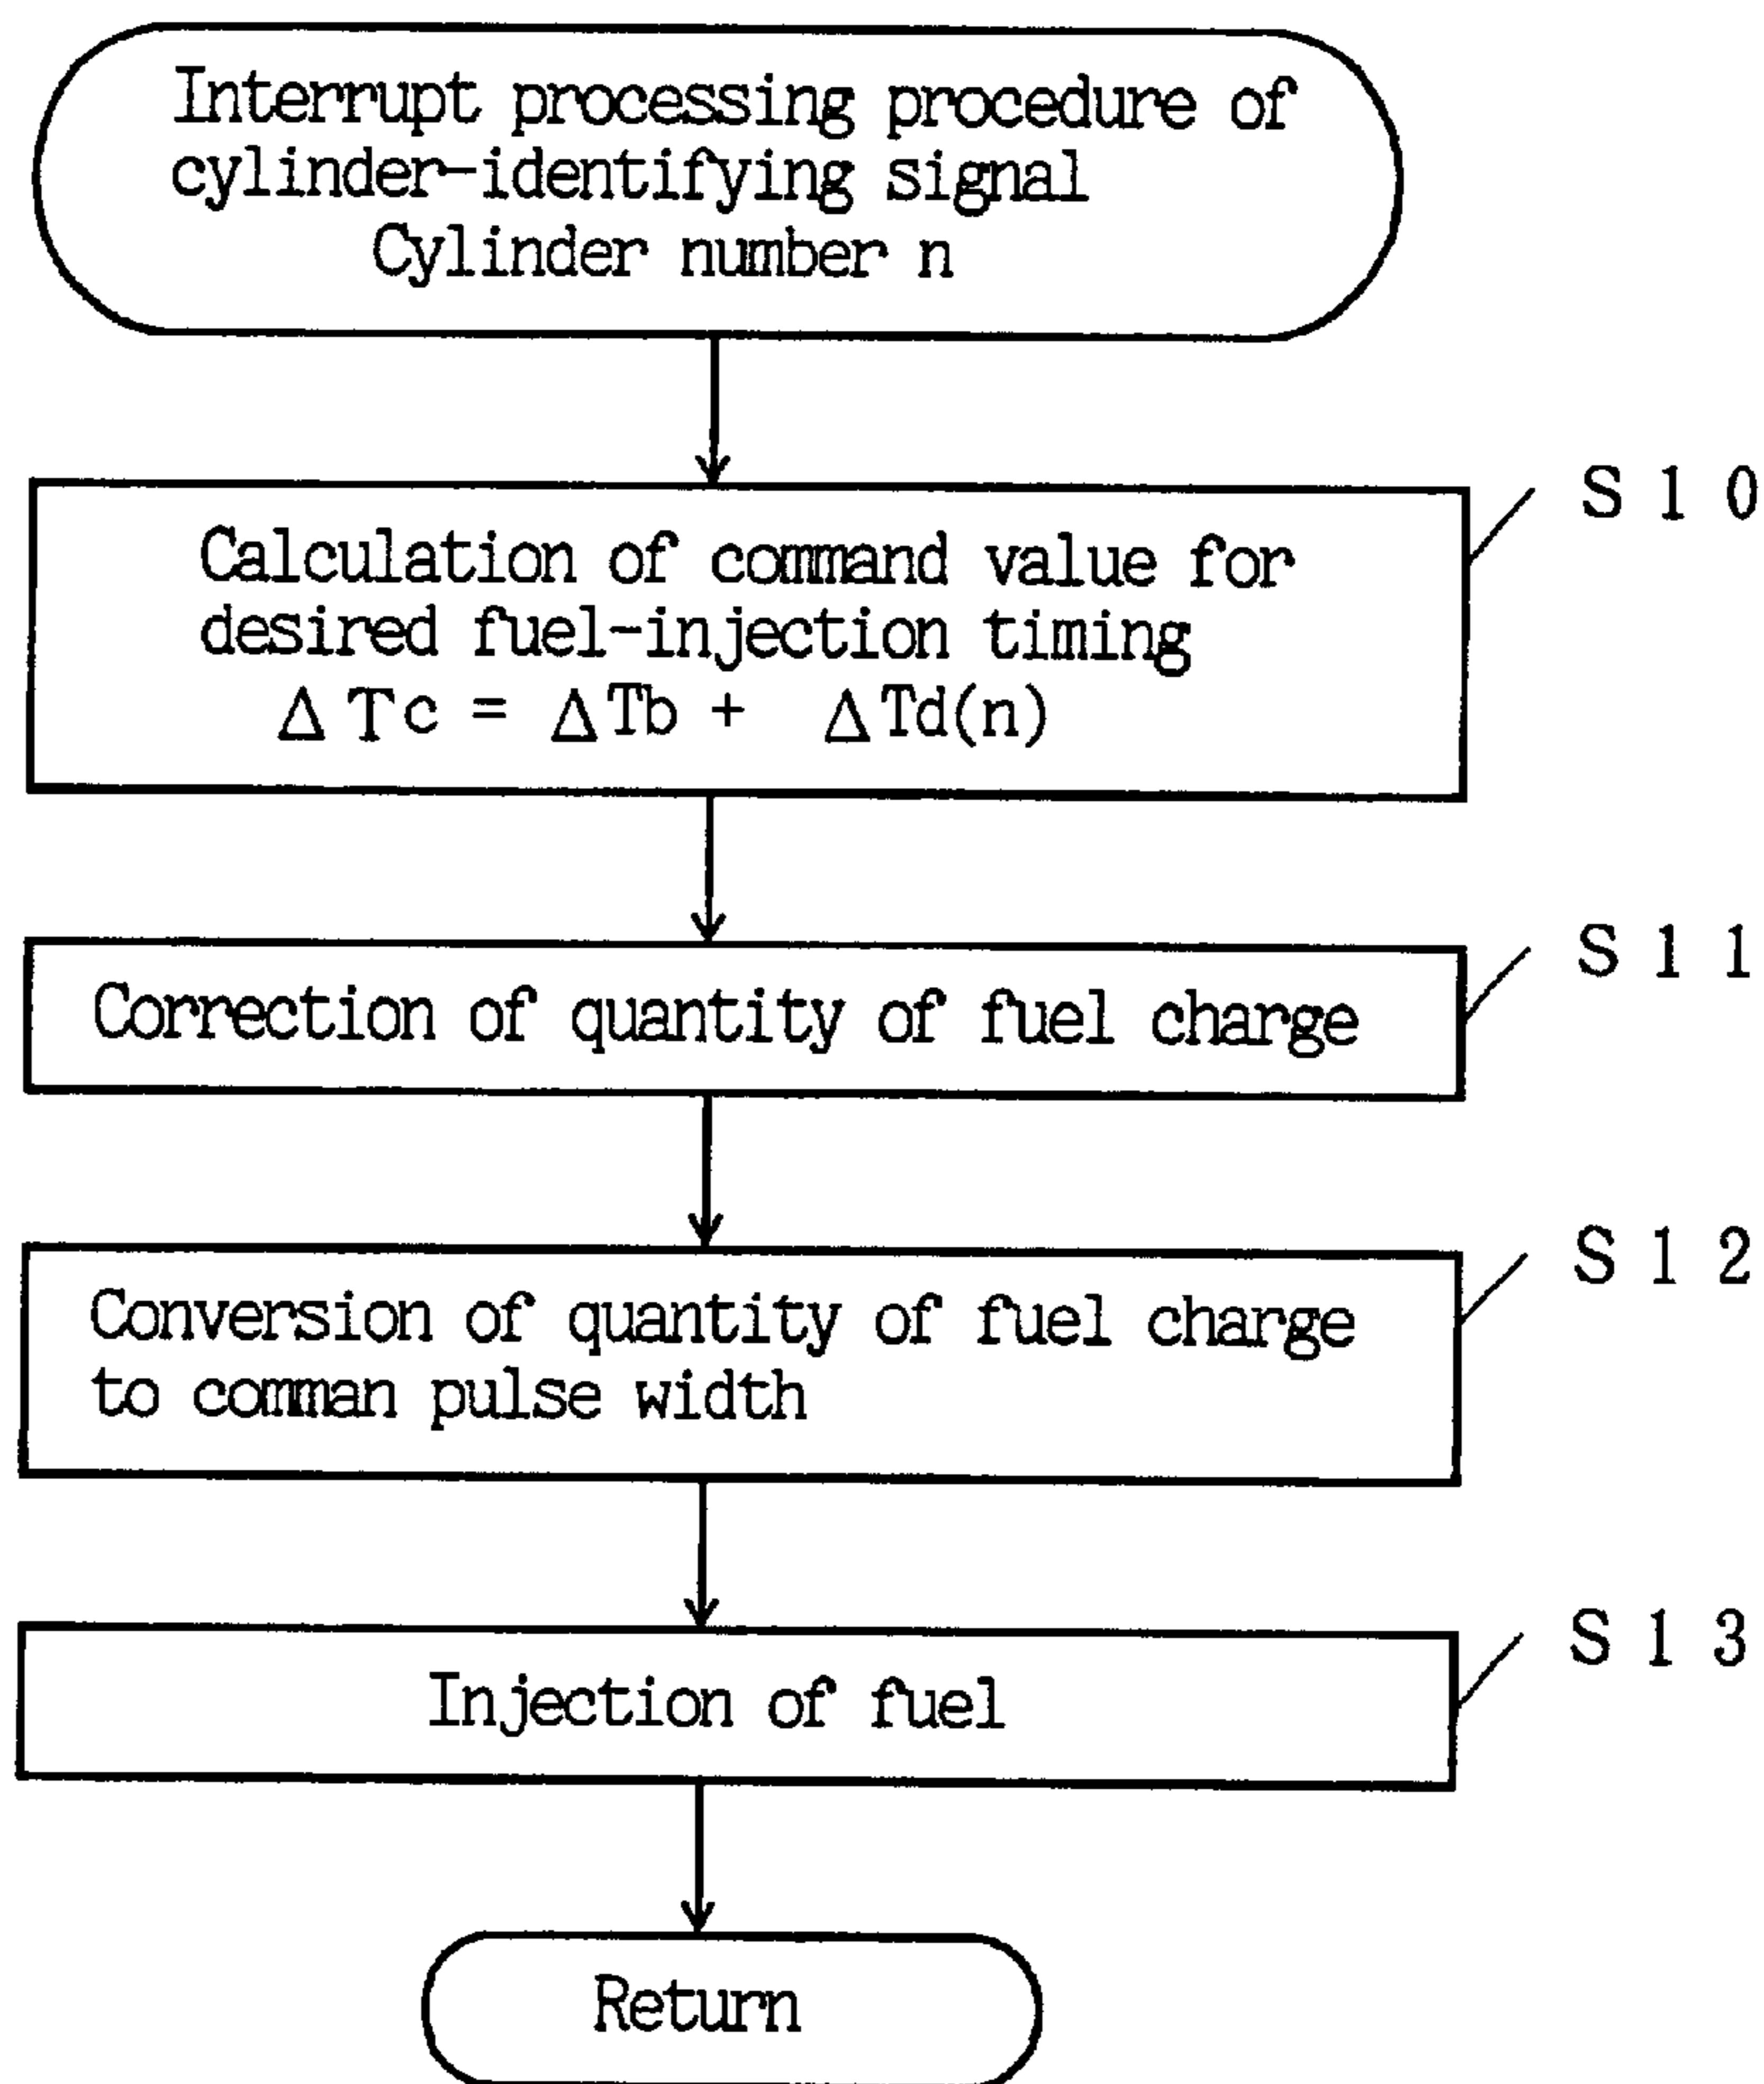 Interrupt processing procedure of
cylinder-identifying signal
Cylinder number n
S10
Calculation of command value for
desired fuel-injection timing
ΔTc = ΔTb + ΔTd(n)
S11
Correction of quantity of fuel charge
S12
Conversion of quantity of fuel charge
to comman pulse width
S13
Injection of fuel
Return